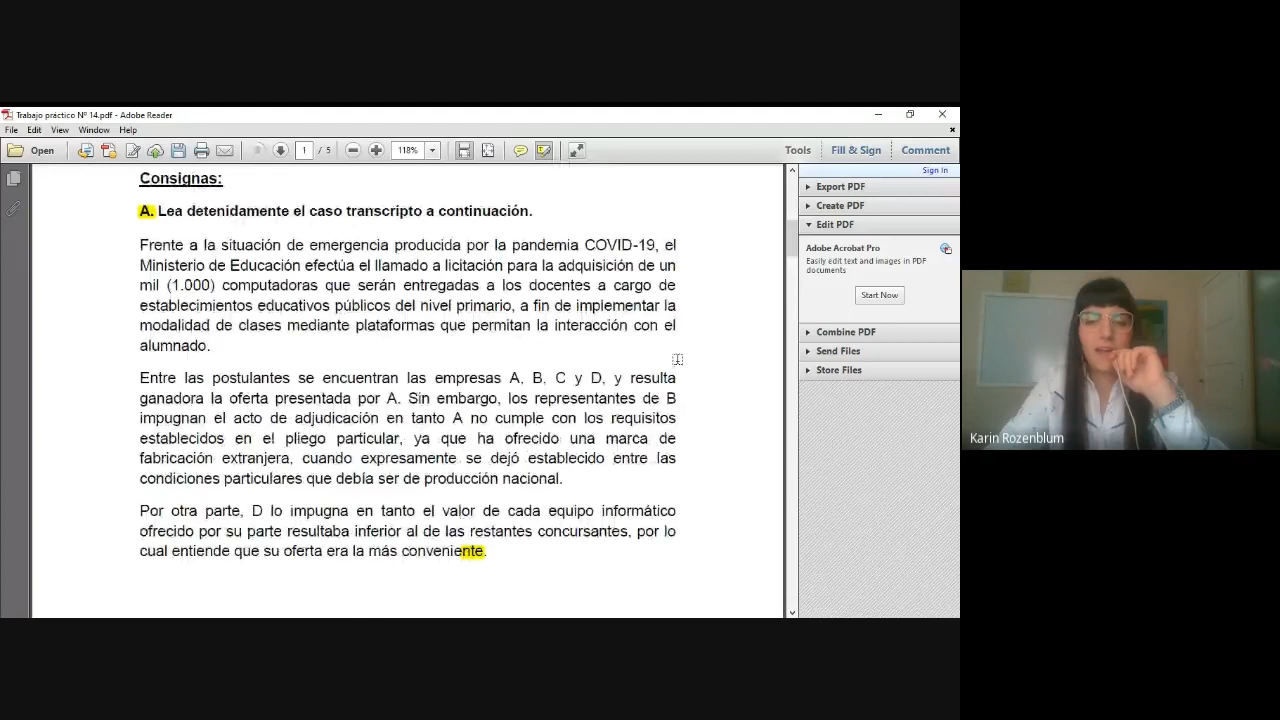 Trabajo práctico Nº 14.pdf - Adobe Reader
File Edit View Window Help
Open 1 / 5 118% Tools Fill & Sign Comment
Sign In
Export PDF
Create PDF
Edit PDF
Adobe Acrobat Pro
Easily edit text and images in PDF
documents
Start Now
Combine PDF
Send Files
Store Files
Consignas:
A. Lea detenidamente el caso transcripto a continuación.
Frente a la situación de emergencia producida por la pandemia COVID-19, el
Ministerio de Educación efectúa el llamado a licitación para la adquisición de un
mil (1.000) computadoras que serán entregadas a los docentes a cargo de
establecimientos educativos públicos del nivel primario, a fin de implementar la
modalidad de clases mediante plataformas que permitan la interacción con el
alumnado.
Entre las postulantes se encuentran las empresas A, B, C y D, y resulta
ganadora la oferta presentada por A. Sin embargo, los representantes de B
impugnan el acto de adjudicación en tanto A no cumple con los requisitos
establecidos en el pliego particular, ya que ha ofrecido una marca de
fabricación extranjera, cuando expresamente se dejó establecido entre las
condiciones particulares que debía ser de producción nacional.
Por otra parte, D lo impugna en tanto el valor de cada equipo informático
ofrecido por su parte resultaba inferior al de las restantes concursantes, por lo
cual entiende que su oferta era la más conveniente.
Karin Rozenblum